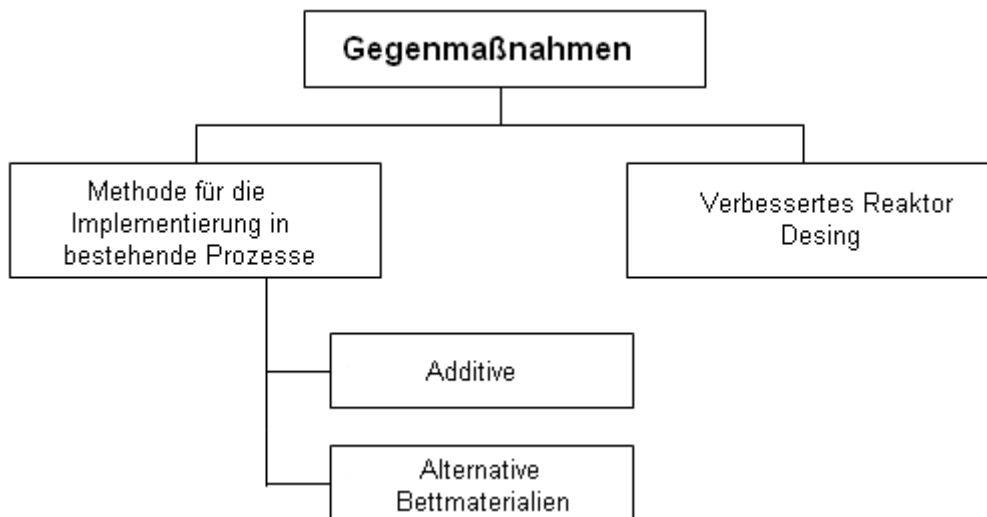 Gegenmaßnahmen
Methode für die
Implementierung in
bestehende Prozesse
Verbessertes Reaktor
Desing
Additive
Alternative
Bettmaterialien